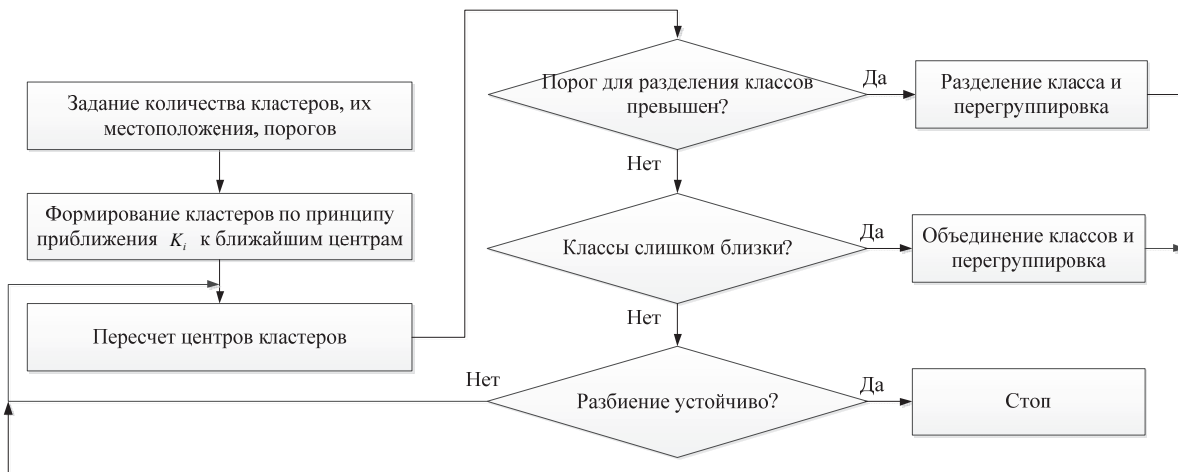 Задание количества кластеров, их
местоположения, порогов
Формирование кластеров по принципу
приближения K_i к ближайшим центрам
Пересчет центров кластеров
Порог для разделения классов
превышен?
Да
Разделение класса и
перегруппировка
Нет
Классы слишком близки?
Да
Объединение классов и
перегруппировка
Нет
Разбиение устойчиво?
Нет
Да
Стоп